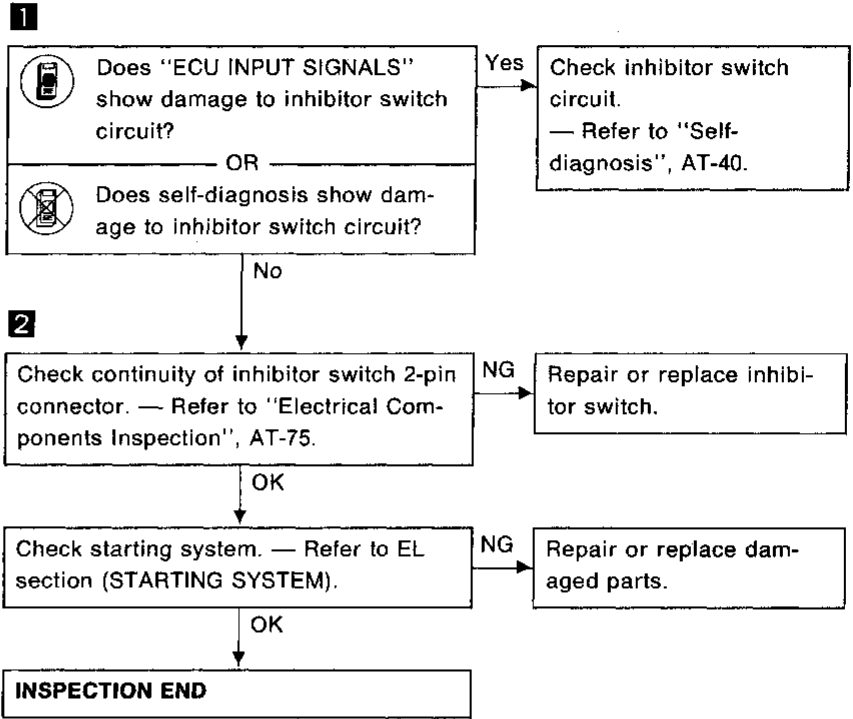 1
Does "ECU INPUT SIGNALS"
show damage to inhibitor switch
circuit?
Yes
Check inhibitor switch
circuit.
— Refer to "Self-
diagnosis", AT-40.
OR
Does self-diagnosis show dam-
age to inhibitor switch circuit?
No
2
Check continuity of inhibitor switch 2-pin
connector. — Refer to "Electrical Com-
ponents Inspection", AT-75.
NG
Repair or replace inhibi-
tor switch.
OK
Check starting system. — Refer to EL
section (STARTING SYSTEM).
NG
Repair or replace dam-
aged parts.
OK
INSPECTION END